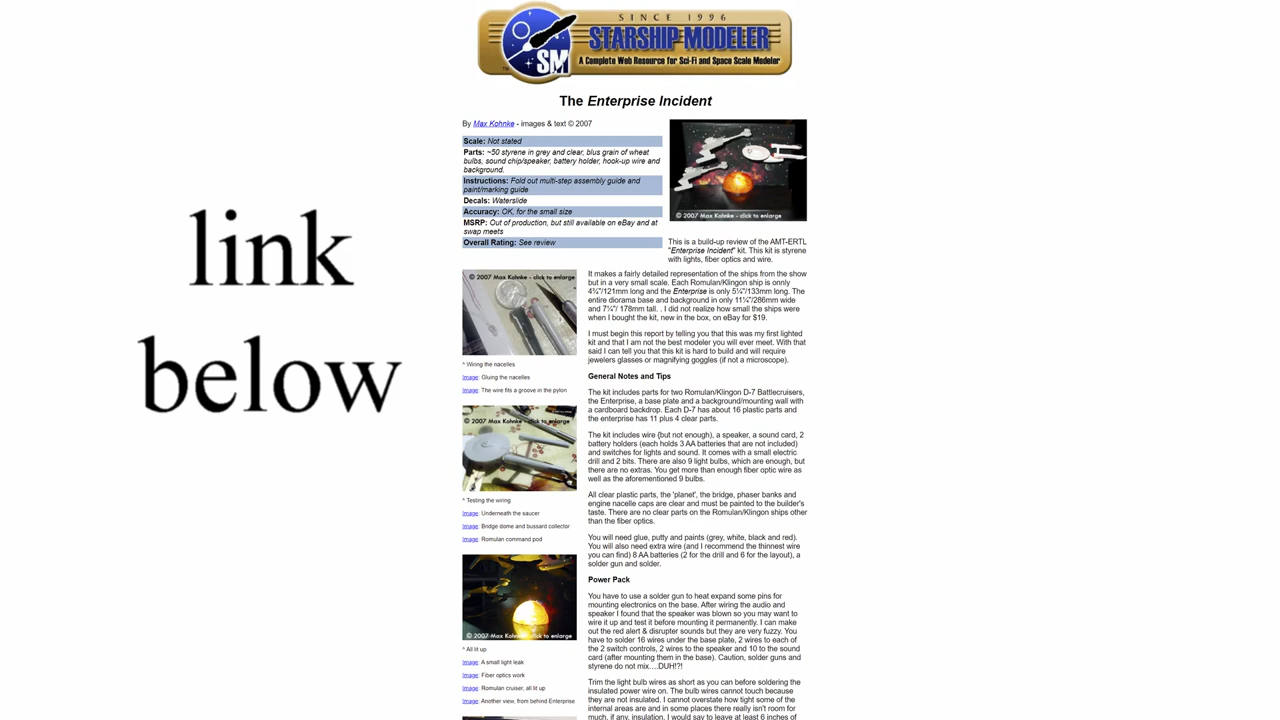 SINCE 1996
STARSHIP MODELER
A Complete Web Resource for Sci-Fi and Space Scale Modeler
SM
The Enterprise Incident
By Max Kohnke - images & text © 2007
Scale: Not stated
Parts: ~50 styrene in grey and clear, blus grain of wheat
bulbs, sound chip/speaker, battery holder, hook-up wire and
background.
Instructions: Fold out multi-step assembly guide and
paint/marking guide
Decals: Waterslide
Accuracy: OK, for the small size
MSRP: Out of production, but still available on eBay and at
swap meets
Overall Rating: See review
© 2007 Max Kohnke - click to enlarge
This is a build-up review of the AMT-ERTL
"Enterprise Incident" kit. This kit is styrene
with lights, fiber optics and wire.
link
below
© 2007 Max Kohnke - click to enlarge
^ Wiring the nacelles
Image: Gluing the nacelles
Image: The wire fits a groove in the pylon
© 2007 Max Kohnke - click to enlarge
^ Testing the wiring
Image: Underneath the saucer
Image: Bridge dome and bussard collector
Image: Romulan command pod
© 2007 Max Kohnke - click to enlarge
^ All lit up
Image: A small light leak
Image: Fiber optics work
Image: Romulan cruiser, all lit up
Image: Another view, from behind Enterprise
It makes a fairly detailed representation of the ships from the show
but in a very small scale. Each Romulan/Klingon ship is onnly
4¾"/121mm long and the Enterprise is only 5¼"/133mm long. The
entire diorama base and background in only 11¼"/286mm wide
and 7¼"/ 178mm tall. . I did not realize how small the ships were
when I bought the kit, new in the box, on eBay for $19.
I must begin this report by telling you that this was my first lighted
kit and that I am not the best modeler you will ever meet. With that
said I can tell you that this kit is hard to build and will require
jewelers glasses or magnifying goggles (if not a microscope).
General Notes and Tips
The kit includes parts for two Romulan/Klingon D-7 Battlecruisers,
the Enterprise, a base plate and a background/mounting wall with
a cardboard backdrop. Each D-7 has about 16 plastic parts and
the enterprise has 11 plus 4 clear parts.
The kit includes wire {but not enough), a speaker, a sound card, 2
battery holders (each holds 3 AA batteries that are not included)
and switches for lights and sound. It comes with a small electric
drill and 2 bits. There are also 9 light bulbs, which are enough, but
there are no extras. You get more than enough fiber optic wire as
well as the aforementioned 9 bulbs.
All clear plastic parts, the 'planet', the bridge, phaser banks and
engine nacelle caps are clear and must be painted to the builder's
taste. There are no clear parts on the Romulan/Klingon ships other
than the fiber optics.
You will need glue, putty and paints (grey, white, black and red).
You will also need extra wire (and I recommend the thinnest wire
you can find) 8 AA batteries (2 for the drill and 6 for the layout), a
solder gun and solder.
Power Pack
You have to use a solder gun to heat expand some pins for
mounting electronics on the base. After wiring the audio and
speaker I found that the speaker was blown so you may want to
wire it up and test it before mounting it permanently. I can make
out the red alert & disrupter sounds but they are very fuzzy. You
have to solder 16 wires under the base plate, 2 wires to each of
the 2 switch controls, 2 wires to the speaker and 10 to the sound
card (after mounting them in the base). Caution, solder guns and
styrene do not mix....DUH!?!
Trim the light bulb wires as short as you can before soldering the
insulated power wire on. The bulb wires cannot touch because
they are not insulated. I cannot overstate how tight some of the
internal areas are and in some places there really isn't room for
much, if any, insulation. I would say to leave at least 6 inches of